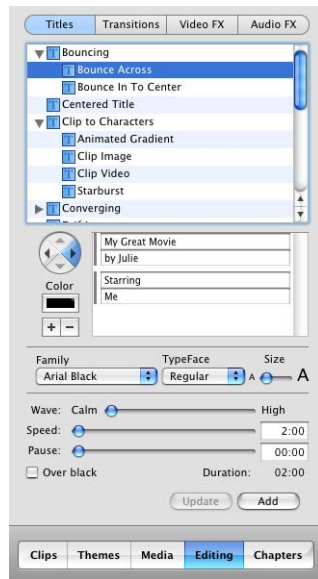 Titles Transitions Video FX Audio FX
Bouncing
Bounce Across
Bounce In To Center
Centered Title
Clip to Characters
Animated Gradient
Clip Image
Clip Video
Starburst
Converging
My Great Movie
by Julie
Color
Starring
Me
+ −
Family TypeFace Size
Arial Black Regular A A
Wave: Calm High
Speed: 2:00
Pause: 00:00
Over black Duration: 02:00
Update Add
Clips Themes Media Editing Chapters